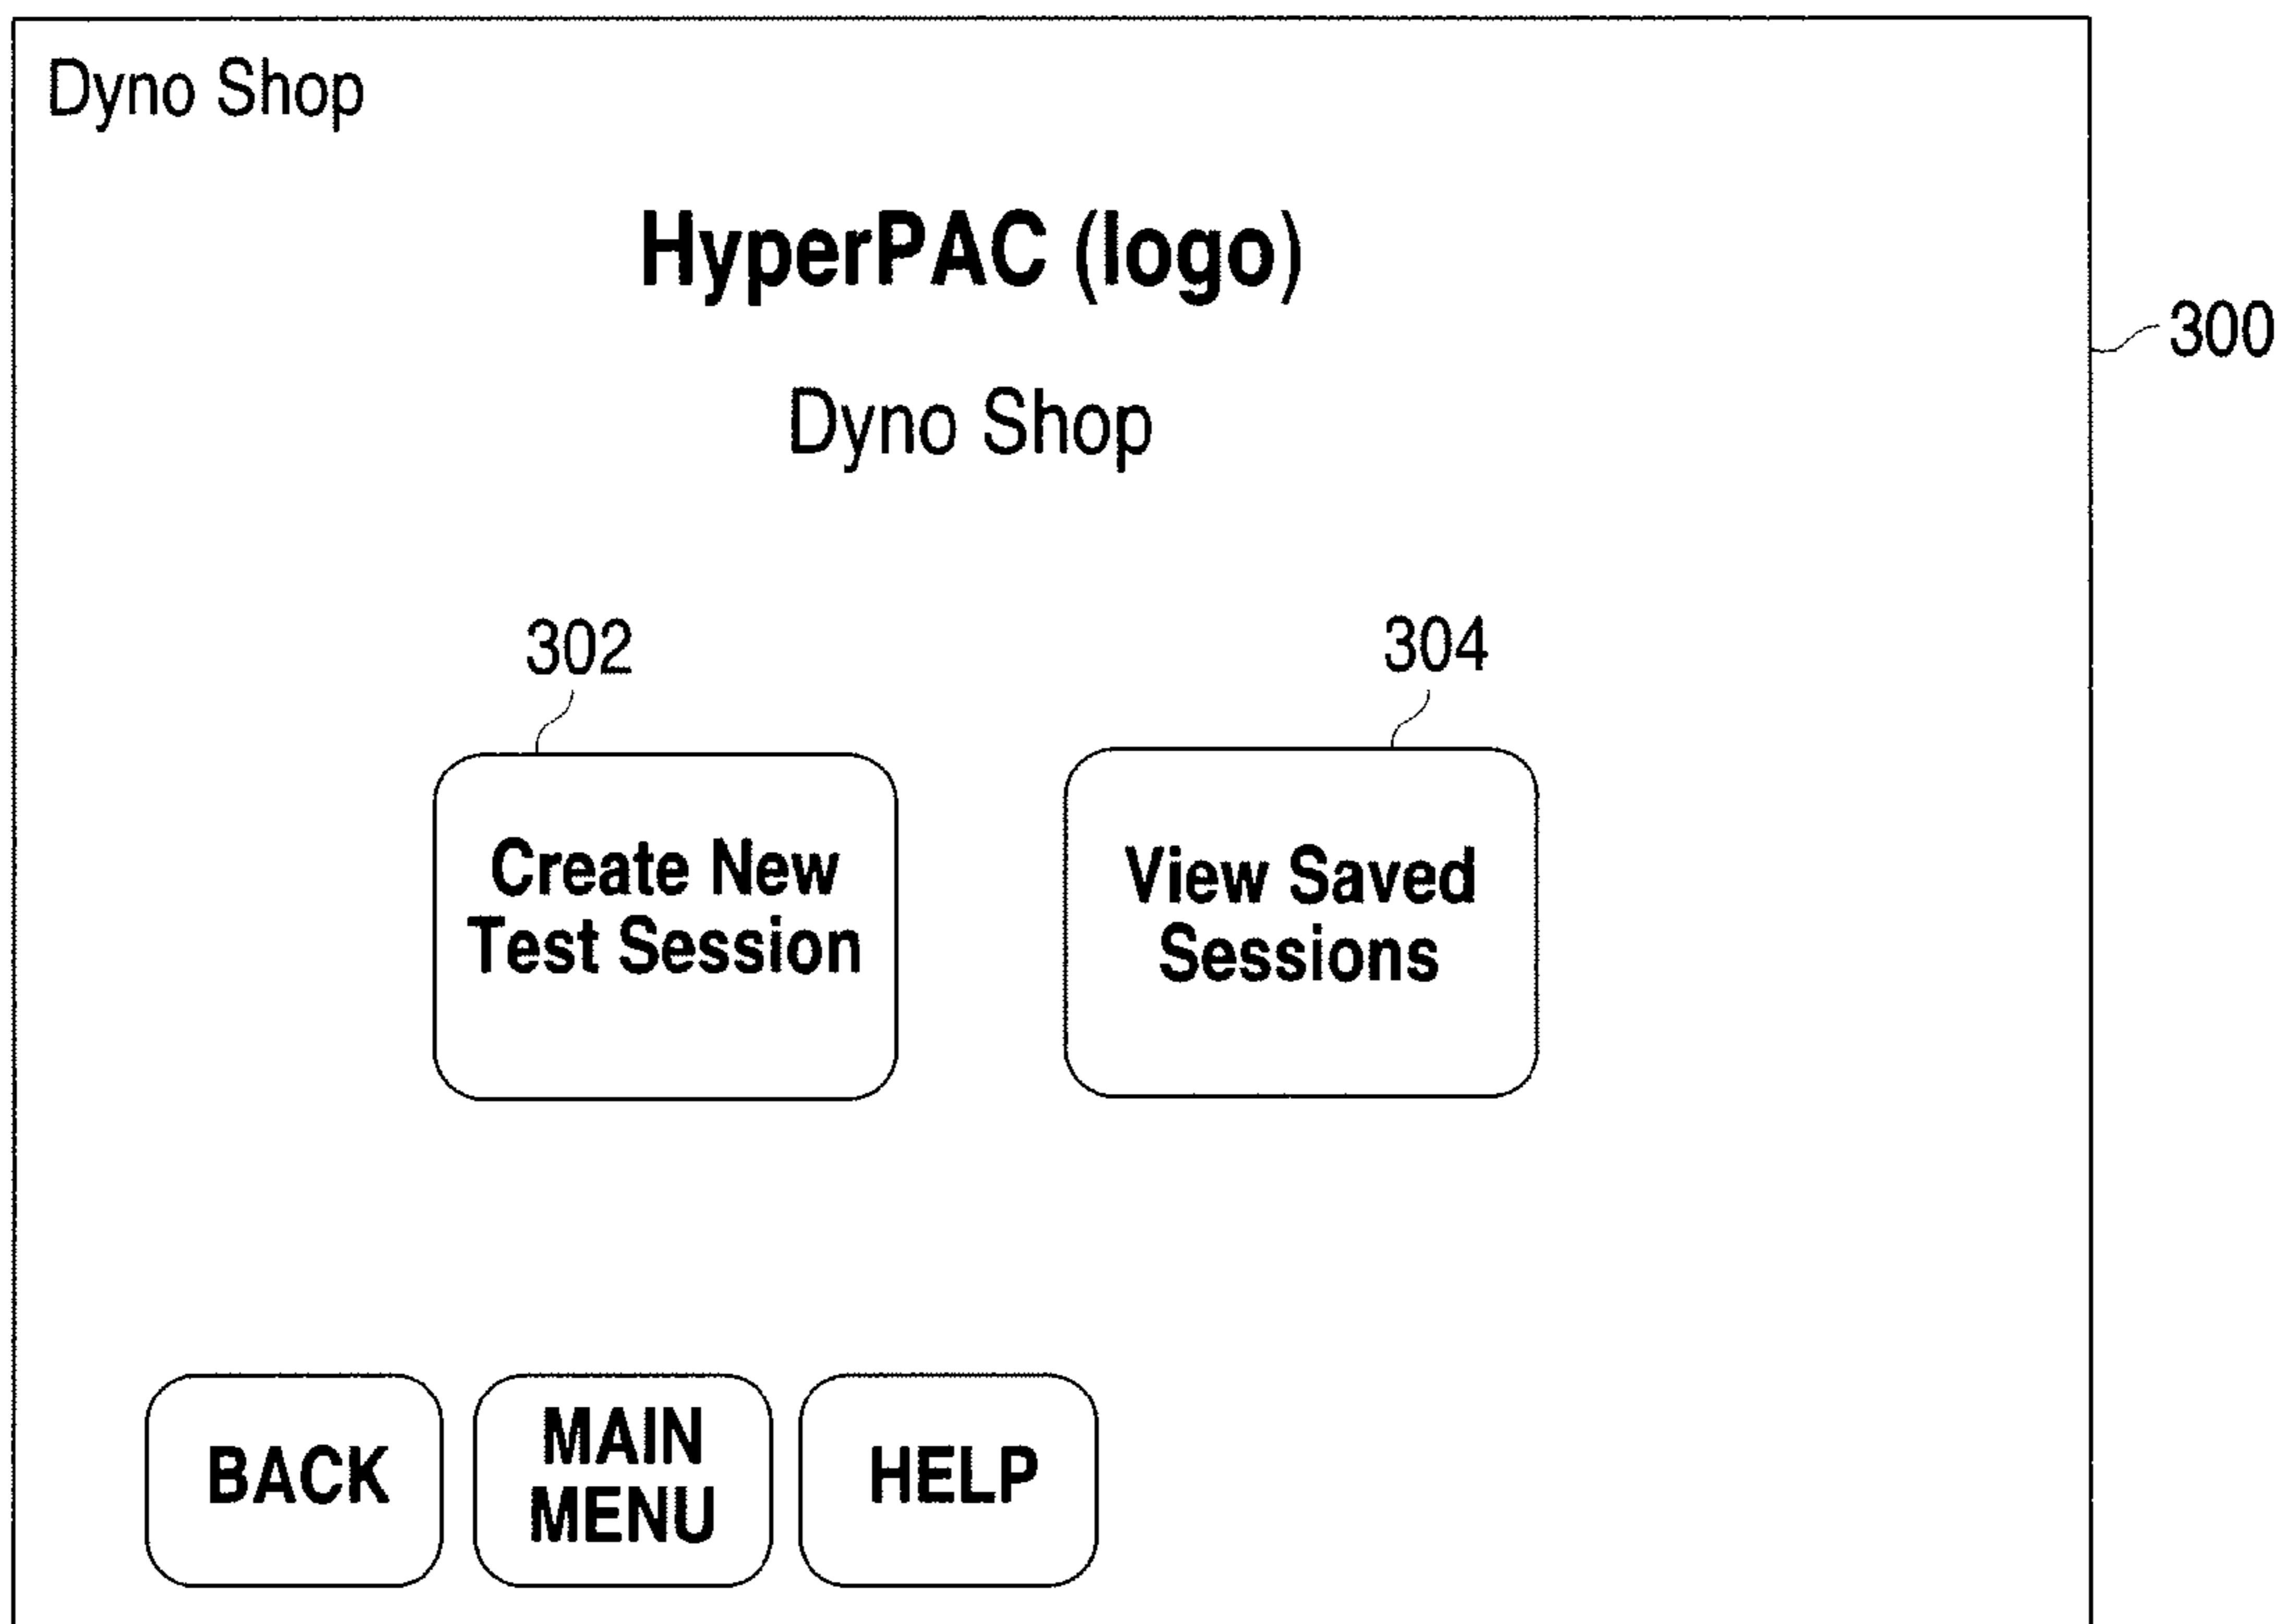 Dyno Shop
HyperPAC (logo)
300
Dyno Shop
302
304
Create New
Test Session
View Saved
Sessions
BACK
MAIN
MENU
HELP